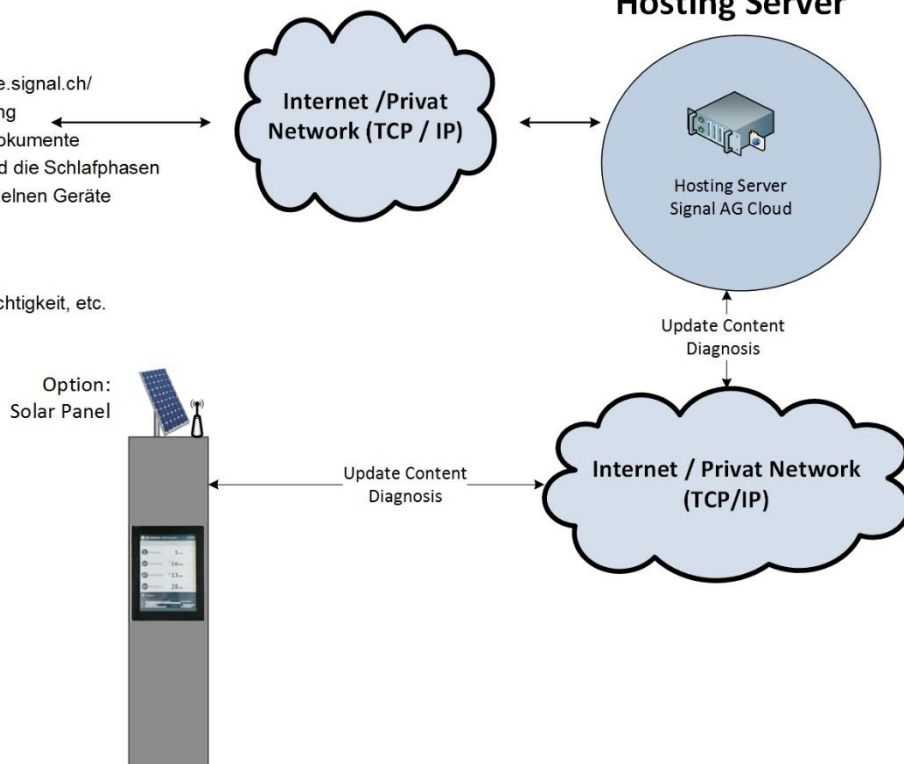 Hosting Server
e.signal.ch/
ng
okumente
d die Schlafphasen
elnen Geräte
chtigkeit, etc.
Internet /Privat
Network (TCP / IP)
Hosting Server
Signal AG Cloud
Update Content
Diagnosis
Option:
Solar Panel
Update Content
Diagnosis
Internet / Privat Network
(TCP/IP)